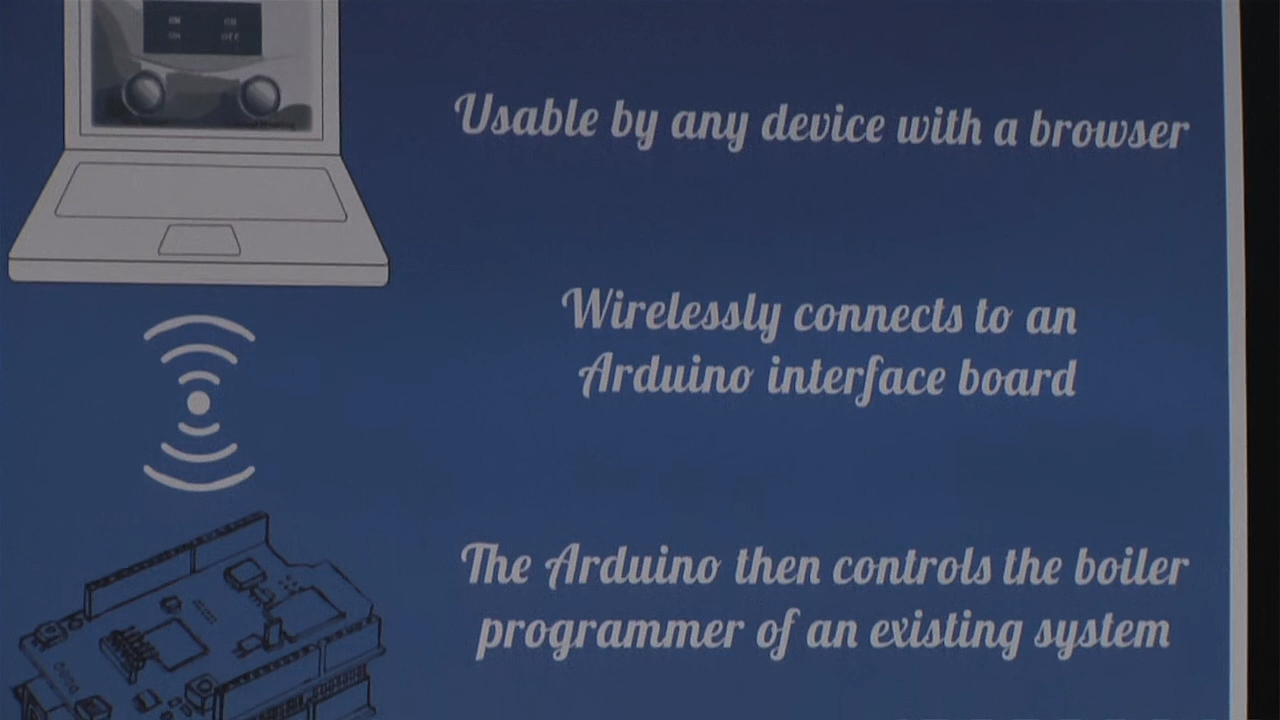 Usable by any device with a browser
Wirelessly connects to an
Arduino interface board
The Arduino then controls the boiler
programmer of an existing system